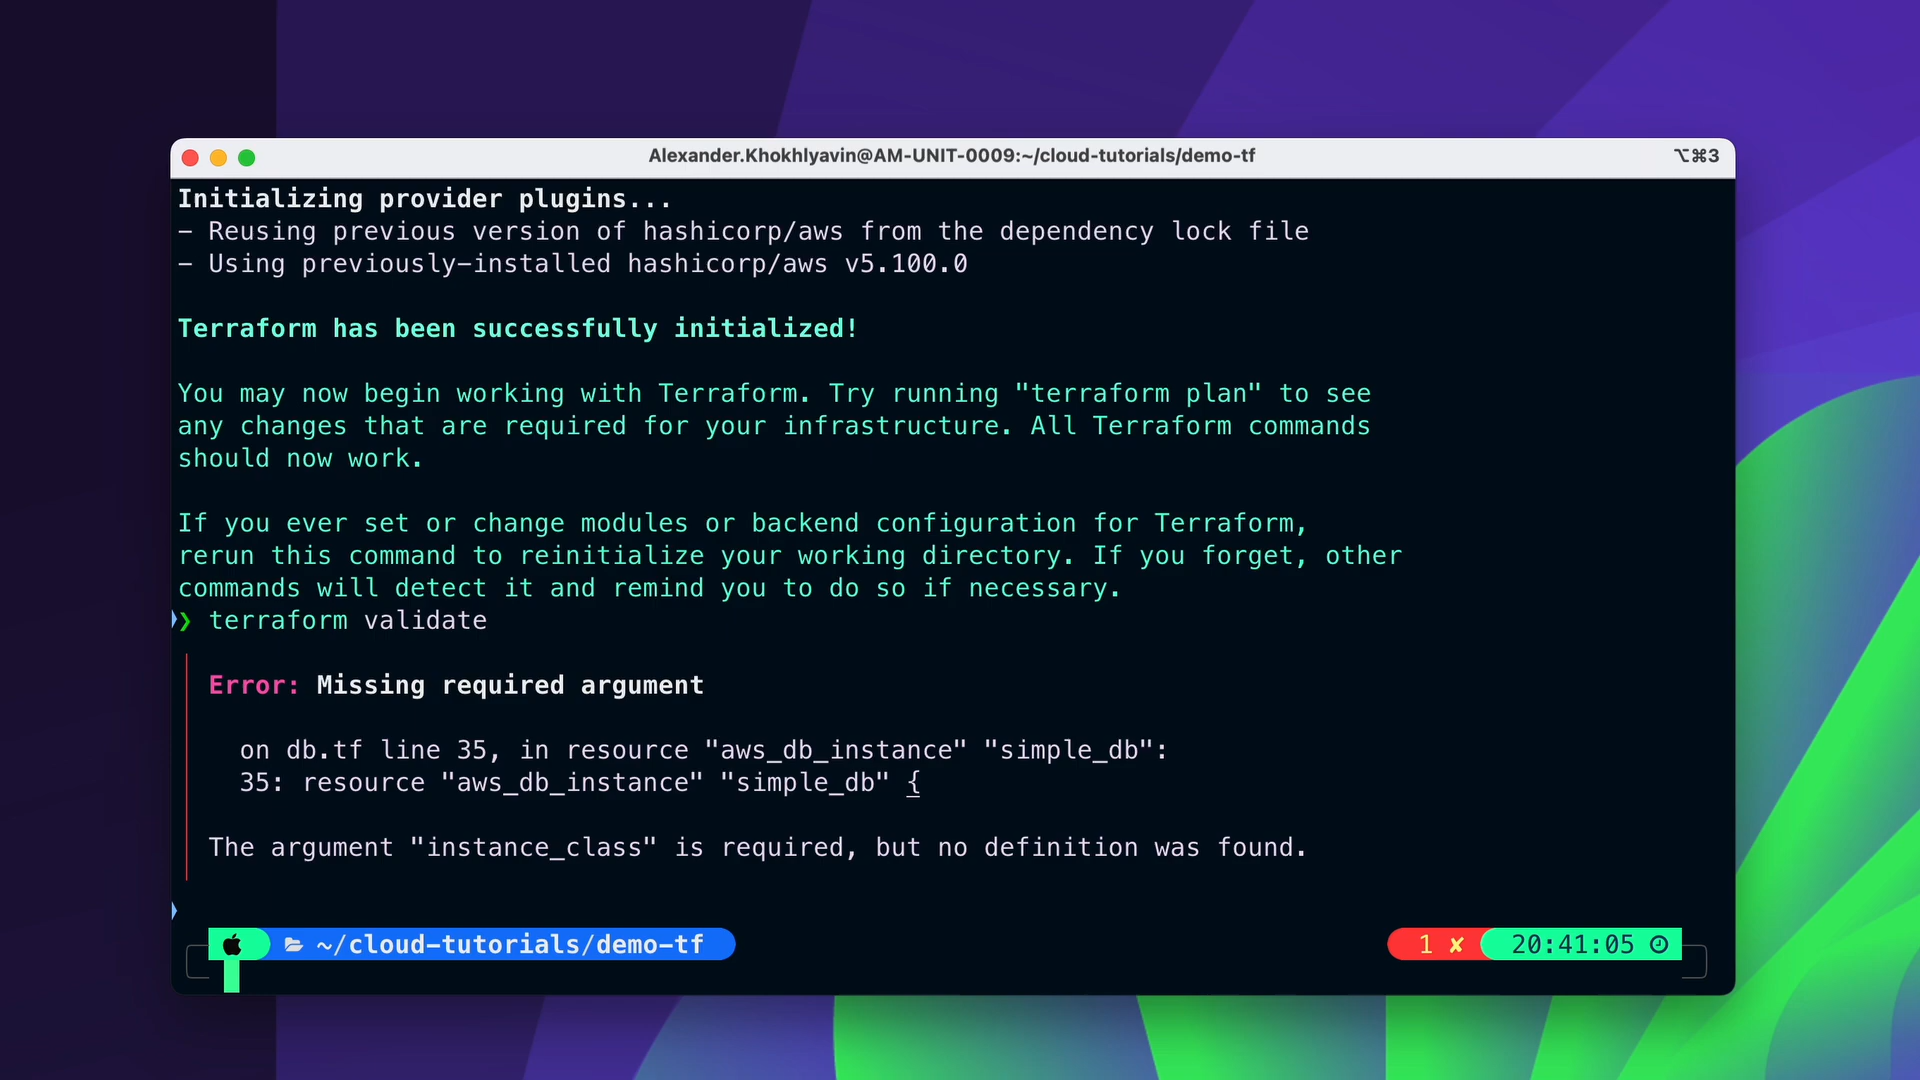 Alexander.Khokhlyavin@AM-UNIT-0009:~/cloud-tutorials/demo-tf ⌥⌘3
Initializing provider plugins...
– Reusing previous version of hashicorp/aws from the dependency lock file
– Using previously-installed hashicorp/aws v5.100.0
Terraform has been successfully initialized!
You may now begin working with Terraform. Try running "terraform plan" to see
any changes that are required for your infrastructure. All Terraform commands
should now work.
If you ever set or change modules or backend configuration for Terraform,
rerun this command to reinitialize your working directory. If you forget, other
commands will detect it and remind you to do so if necessary.
❯ terraform validate
Error: Missing required argument
on db.tf line 35, in resource "aws_db_instance" "simple_db":
35: resource "aws_db_instance" "simple_db" {
The argument "instance_class" is required, but no definition was found.
~/cloud-tutorials/demo-tf 1 ✘ 20:41:05